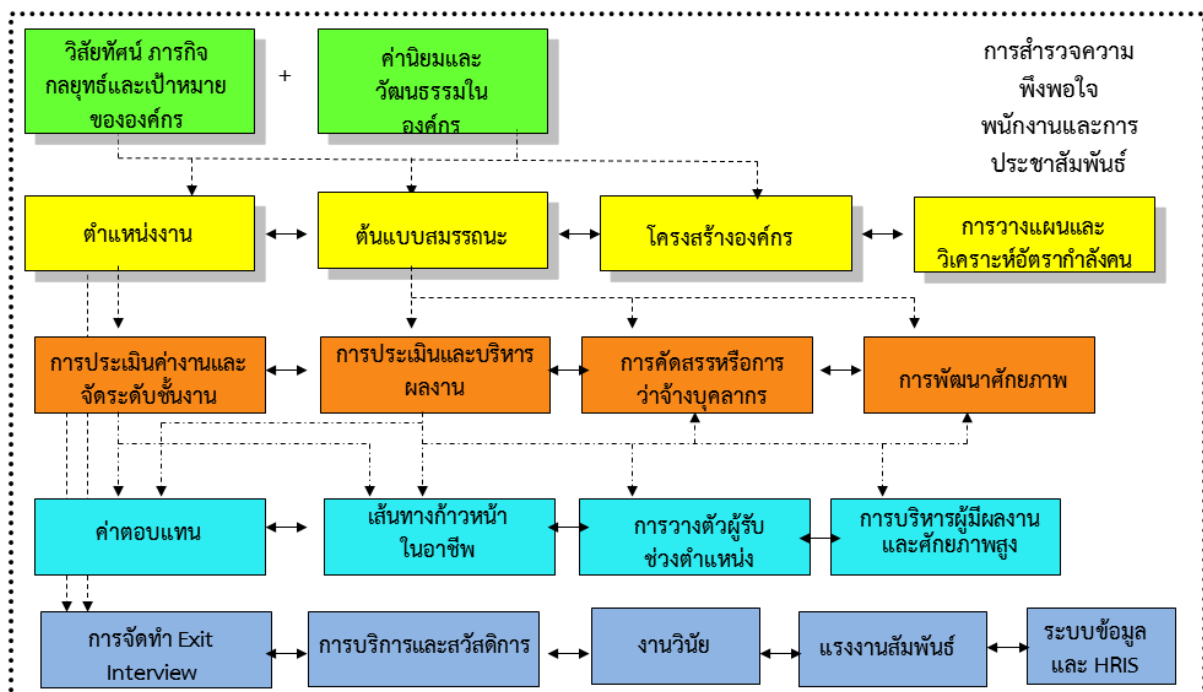 วิสัยทัศน์ ภารกิจ
กลยุทธ์และเป้าหมาย
ขององค์กร
+
ค่านิยมและ
วัฒนธรรมใน
องค์กร
การสำรวจความ
พึงพอใจ
พนักงานและการ
ประชาสัมพันธ์
ตำแหน่งงาน
ต้นแบบสมรรถนะ
โครงสร้างองค์กร
การวางแผนและ
วิเคราะห์อัตรากำลังคน
การประเมินค่างานและ
จัดระดับชั้นงาน
การประเมินและบริหาร
ผลงาน
การคัดสรรหรือการ
ว่าจ้างบุคลากร
การพัฒนาศักยภาพ
ค่าตอบแทน
เส้นทางก้าวหน้า
ในอาชีพ
การวางตัวผู้รับ
ช่วงตำแหน่ง
การบริหารผู้มีผลงาน
และศักยภาพสูง
การจัดทำ Exit
Interview
การบริการและสวัสดิการ
งานวินัย
แรงงานสัมพันธ์
ระบบข้อมูล
และ HRIS